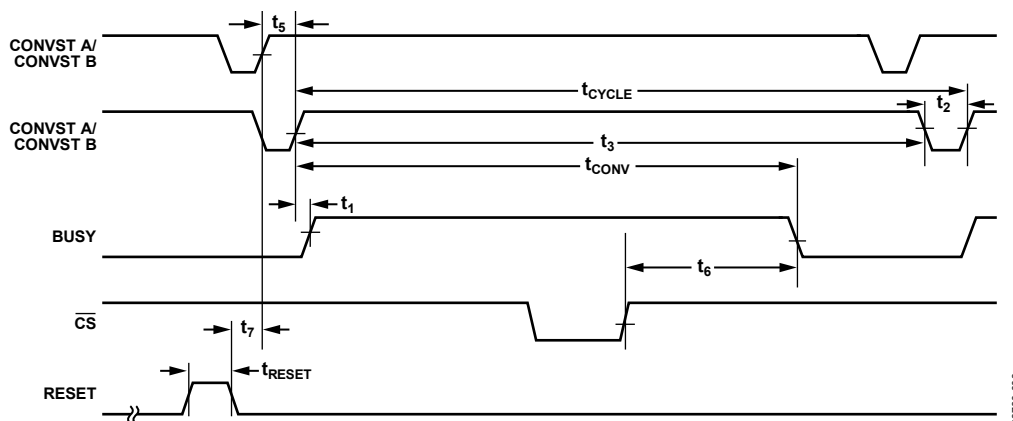 t5
CONVST A/
CONVST B
tCYCLE
t2
CONVST A/
CONVST B
t3
tCONV
t1
BUSY
t6
CS
t7
tRESET
RESET